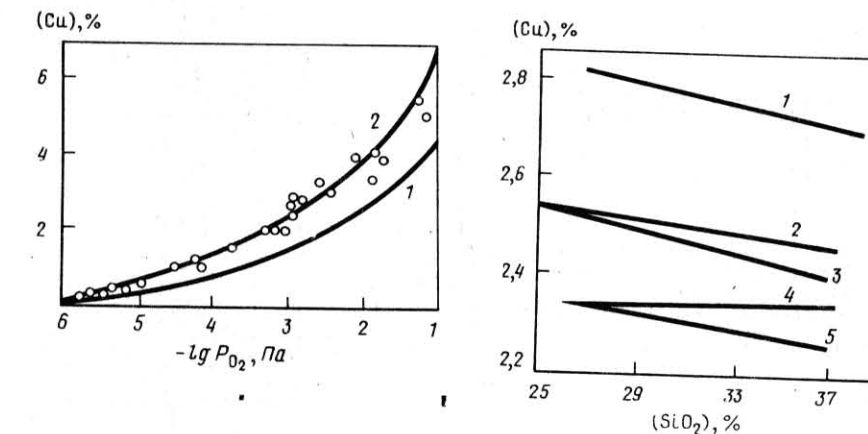 (Cu),%
6
4
2
2
1
6 5 4 3 2 1
-lg P_O₂, Па
(Cu),%
2,8
2,6
2,4
2,2
1
2
3
4
5
25 29 33 37
(SiO₂), %